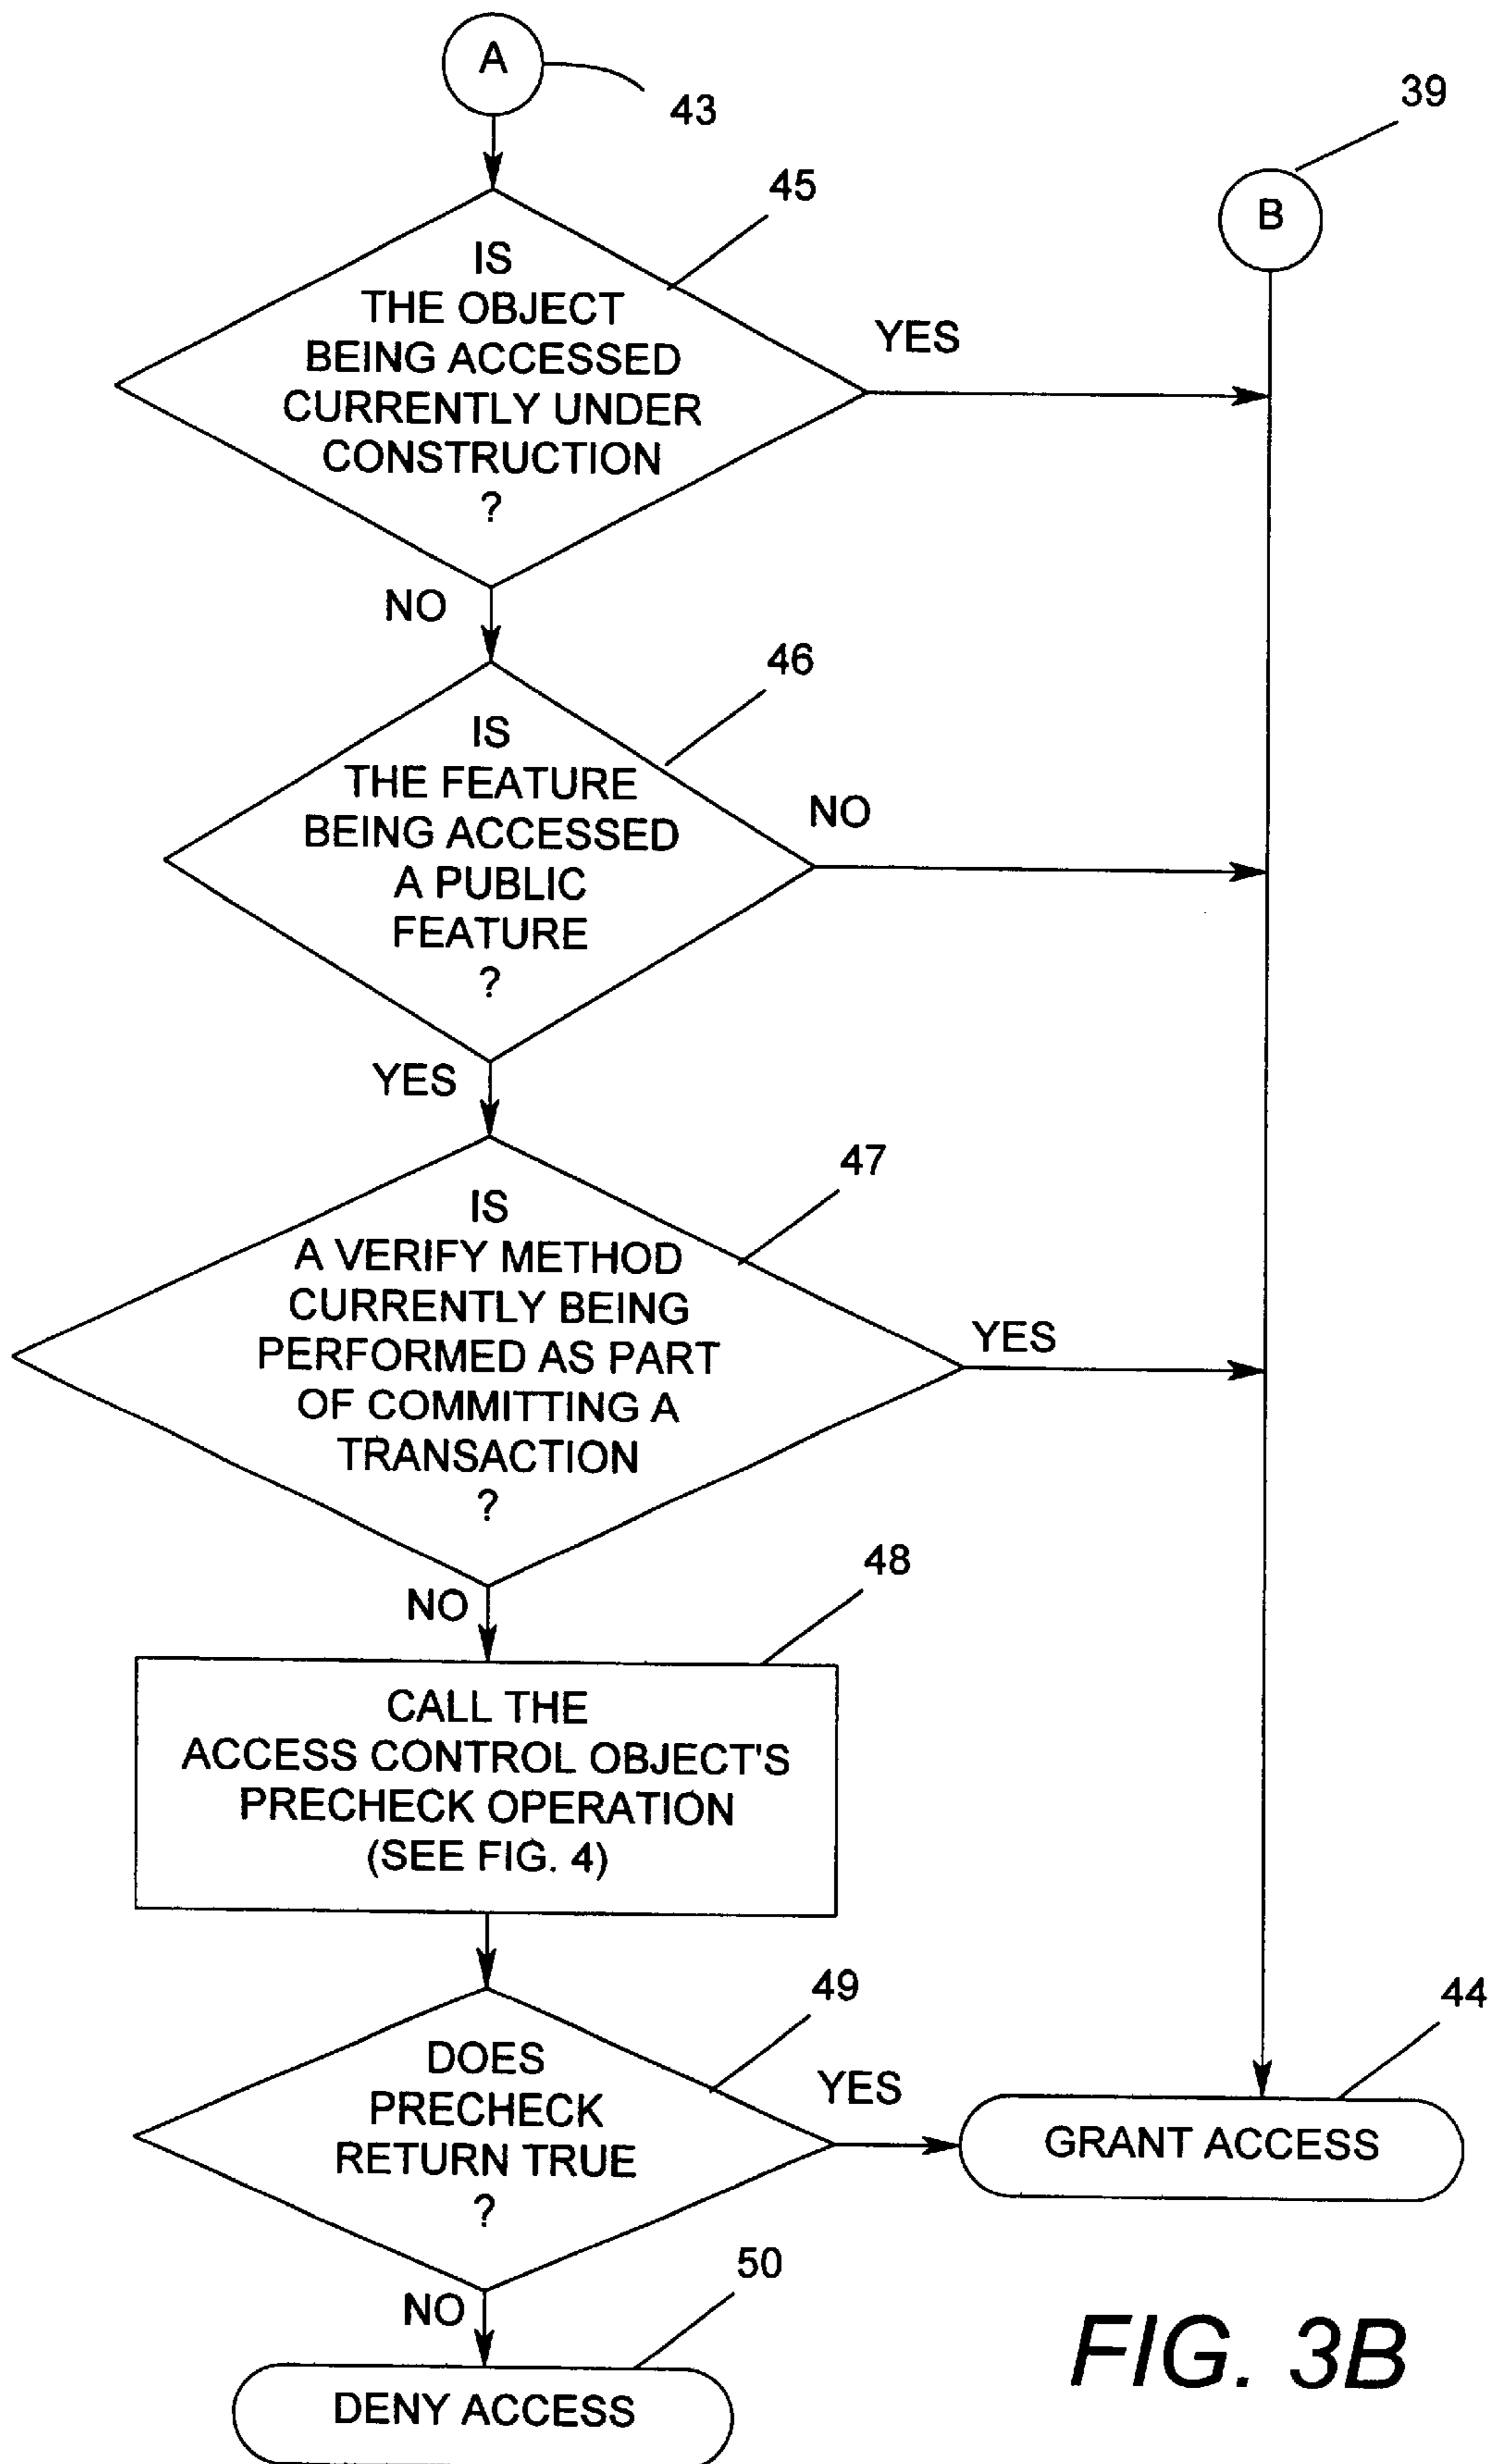 A
43
39
B
45
IS
THE OBJECT
BEING ACCESSED
CURRENTLY UNDER
CONSTRUCTION
?
YES
NO
46
IS
THE FEATURE
BEING ACCESSED
A PUBLIC
FEATURE
?
NO
YES
47
IS
A VERIFY METHOD
CURRENTLY BEING
PERFORMED AS PART
OF COMMITTING A
TRANSACTION
?
YES
NO
48
CALL THE
ACCESS CONTROL OBJECT'S
PRECHECK OPERATION
(SEE FIG. 4)
49
DOES
PRECHECK
RETURN TRUE
?
YES
44
GRANT ACCESS
NO
50
DENY ACCESS
FIG. 3B